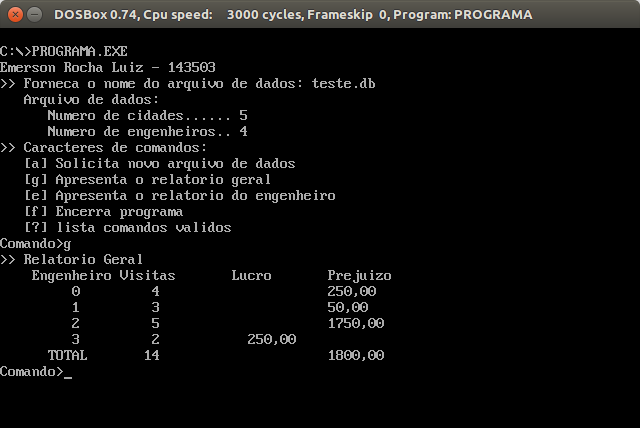 DOSBox 0.74, Cpu speed: 3000 cycles, Frameskip 0, Program: PROGRAMA
C:\>PROGRAMA.EXE
Emerson Rocha Luiz - 143503
>> Forneca o nome do arquivo de dados: teste.db
Arquivo de dados:
Numero de cidades...... 5
Numero de engenheiros.. 4
>> Caracteres de comandos:
[a] Solicita novo arquivo de dados
[g] Apresenta o relatorio geral
[e] Apresenta o relatorio do engenheiro
[f] Encerra programa
[?] lista comandos validos
Comando>g
>> Relatorio Geral
Engenheiro Visitas Lucro Prejuizo
0 4 250,00
1 3 50,00
2 5 1750,00
3 2 250,00
TOTAL 14 1800,00
Comando>_